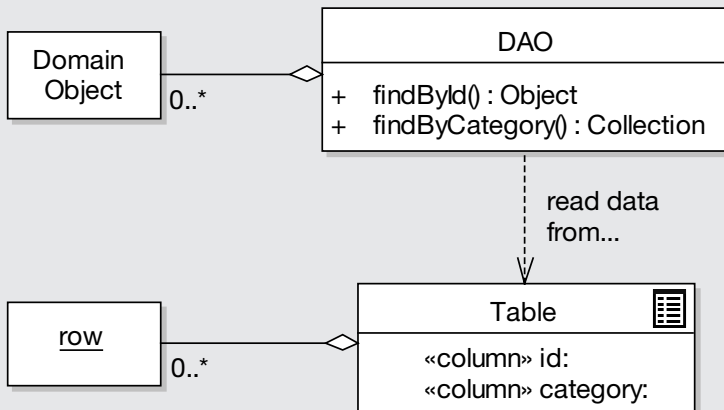 DAO
Domain
Object
0..*
+ findById() : Object
+ findByCategory() : Collection
read data
from...
Table
row
0..*
«column» id:
«column» category: